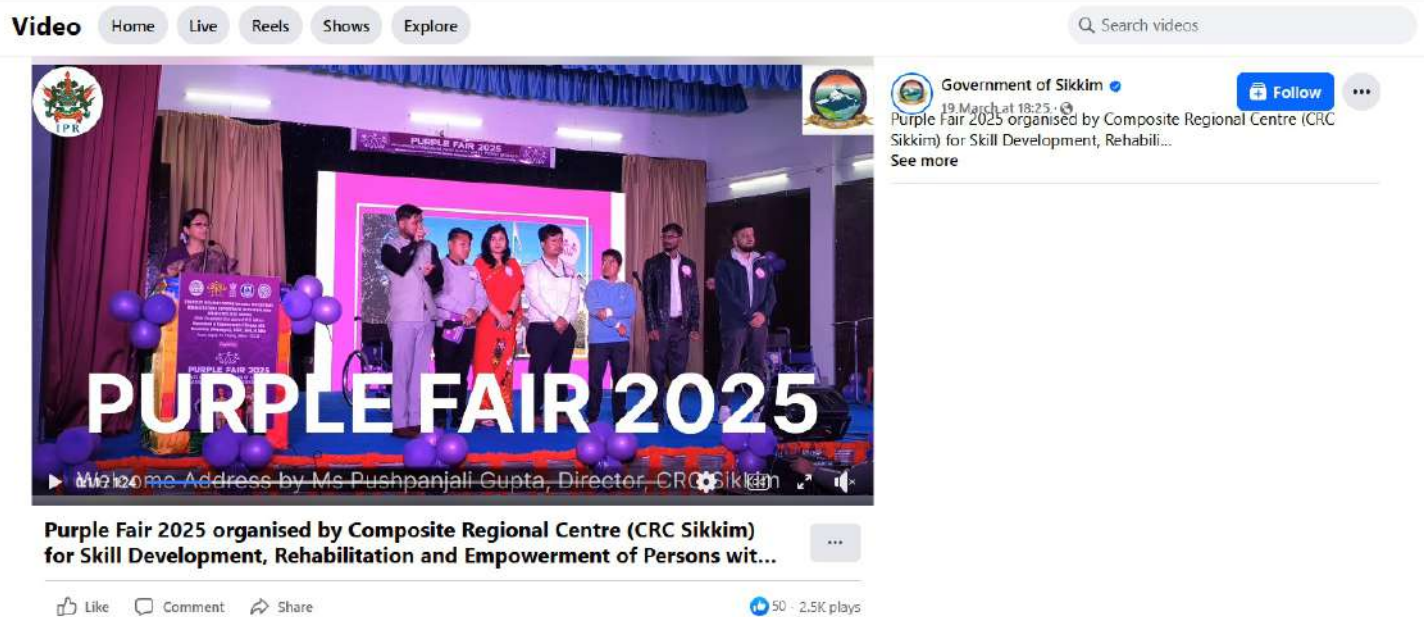 Video Home Live Reels Shows Explore Search videos
IPR
PURPLE FAIR 2025
PURPLE FAIR 2025
PURPLE FAIR 2025
Welcome Address by Ms Pushpanjali Gupta, Director, CRC Sikkim
Purple Fair 2025 organised by Composite Regional Centre (CRC Sikkim)
for Skill Development, Rehabilitation and Empowerment of Persons wit...
Like Comment Share 50 · 2.5K plays
Government of Sikkim Follow
19 March at 18:25 ·
Purple Fair 2025 organised by Composite Regional Centre (CRC
Sikkim) for Skill Development, Rehabili...
See more